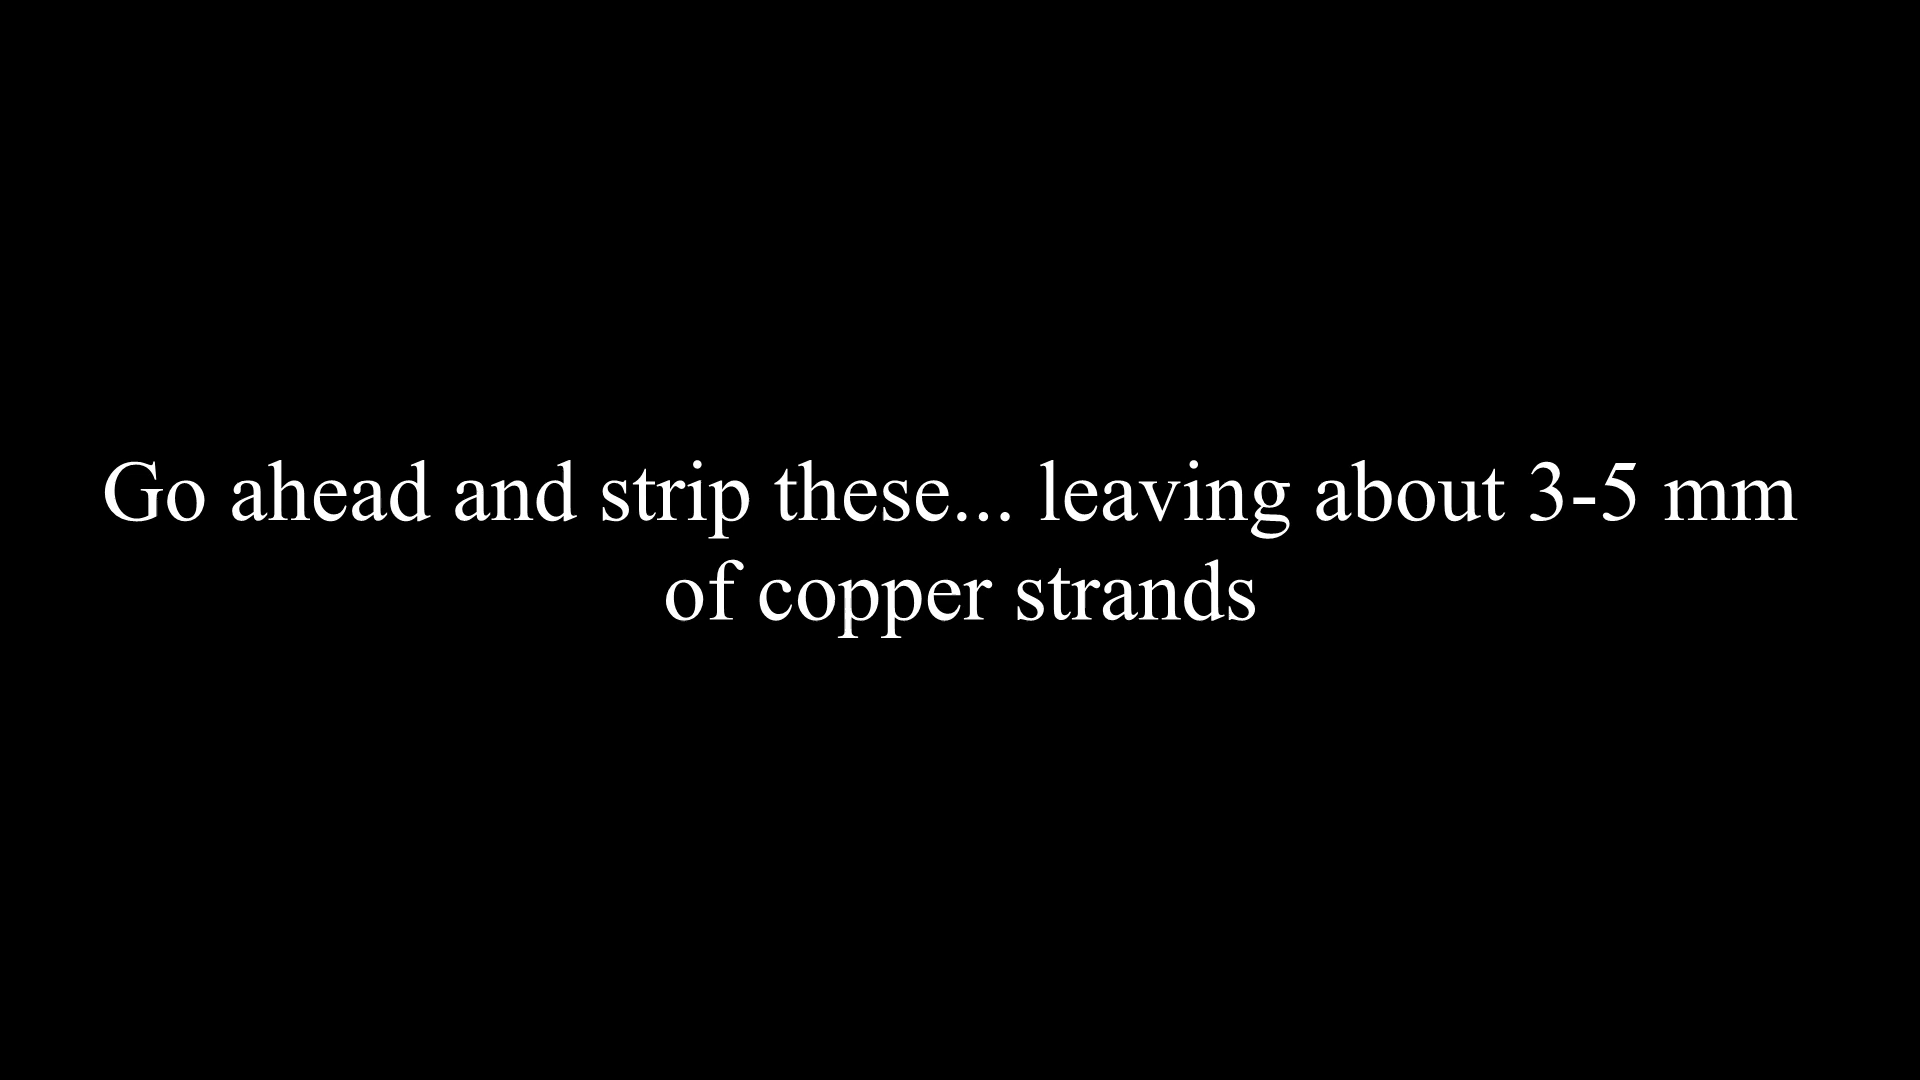 Go ahead and strip these... leaving about 3-5 mm
of copper strands